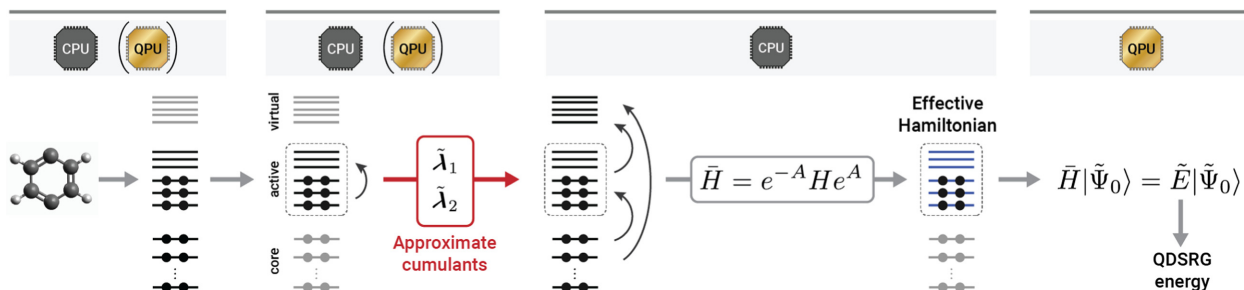 CPU
QPU
CPU
QPU
CPU
QPU
virtual
active
core
λ̃₁
λ̃₂
Approximate
cumulants
H̄ = e⁻ᴬHeᴬ
Effective
Hamiltonian
H̄|Ψ̃₀⟩ = Ẽ|Ψ̃₀⟩
QDSRG
energy